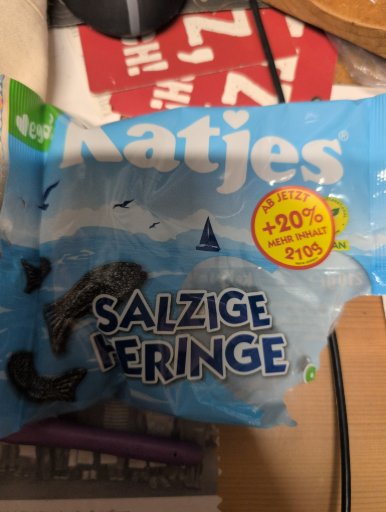 Katjes®
AB JETZT
+20%
MEHR INHALT
210g
SALZIGE
HERINGE